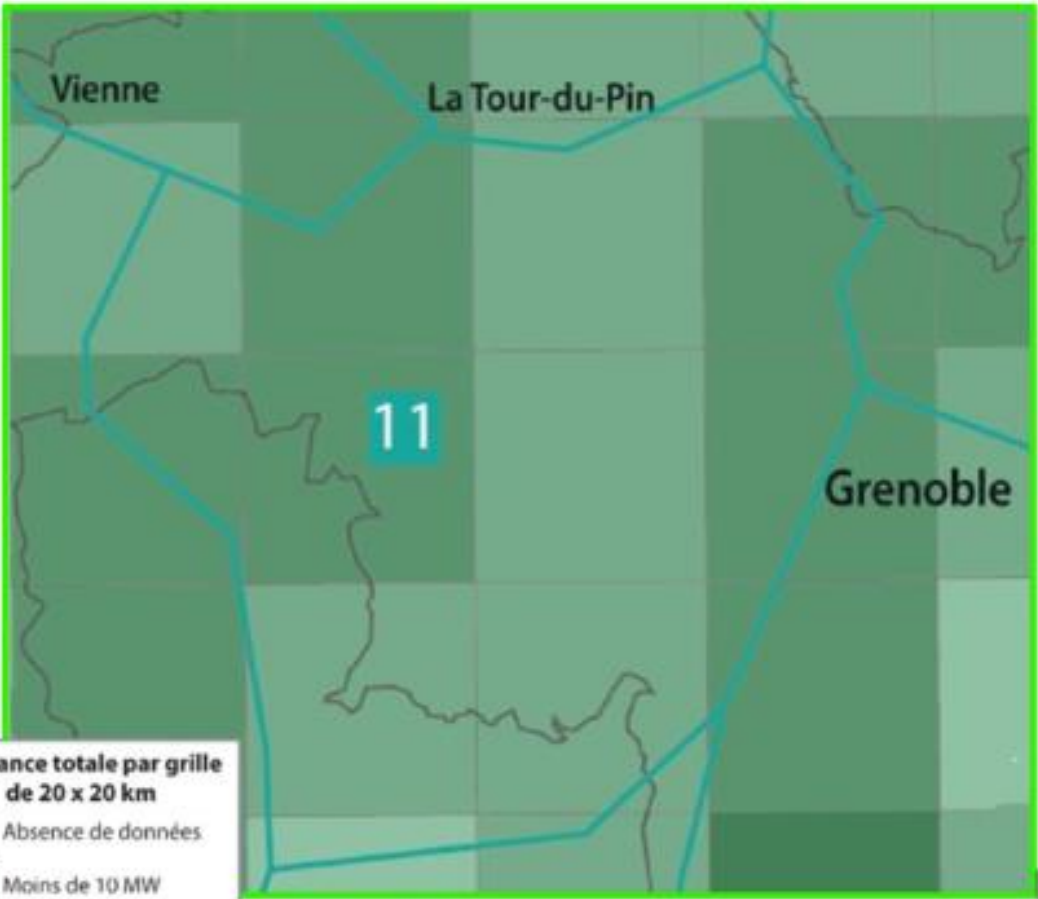 Vienne
La Tour-du-Pin
11
Grenoble
totale par grille
de 20 x 20 km
Absence de données
Moins de 10 MW